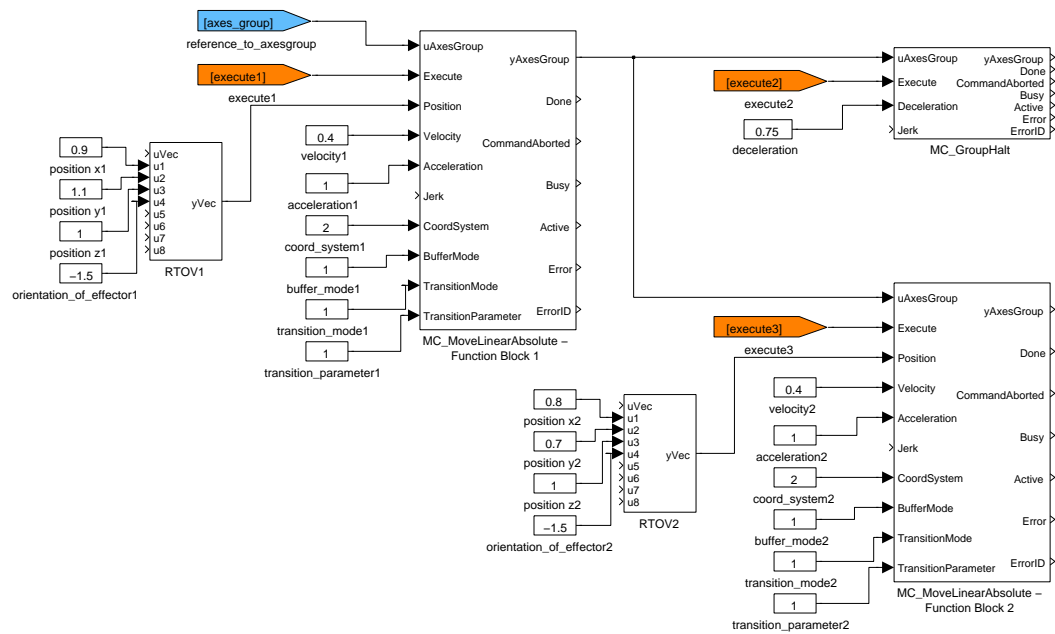 [axes_group]
reference_to_axesgroup
[execute1]
execute1
0.9
position x1
1.1
position y1
1
position z1
−1.5
orientation_of_effector1
uVec
u1
u2
u3
u4
u5
u6
u7
u8
yVec
RTOV1
0.4
velocity1
1
acceleration1
2
coord_system1
1
buffer_mode1
1
transition_mode1
1
transition_parameter1
uAxesGroup
Execute
Position
Velocity
Acceleration
Jerk
CoordSystem
BufferMode
TransitionMode
TransitionParameter
yAxesGroup
Done
CommandAborted
Busy
Active
Error
ErrorID
MC_MoveLinearAbsolute −
Function Block 1
[execute2]
execute2
0.75
deceleration
uAxesGroup
Execute
Deceleration
Jerk
yAxesGroup
Done
CommandAborted
Busy
Active
Error
ErrorID
MC_GroupHalt
[execute3]
execute3
0.8
position x2
0.7
position y2
1
position z2
−1.5
orientation_of_effector2
uVec
u1
u2
u3
u4
u5
u6
u7
u8
yVec
RTOV2
0.4
velocity2
1
acceleration2
2
coord_system2
1
buffer_mode2
1
transition_mode2
1
transition_parameter2
uAxesGroup
Execute
Position
Velocity
Acceleration
Jerk
CoordSystem
BufferMode
TransitionMode
TransitionParameter
yAxesGroup
Done
CommandAborted
Busy
Active
Error
ErrorID
MC_MoveLinearAbsolute −
Function Block 2